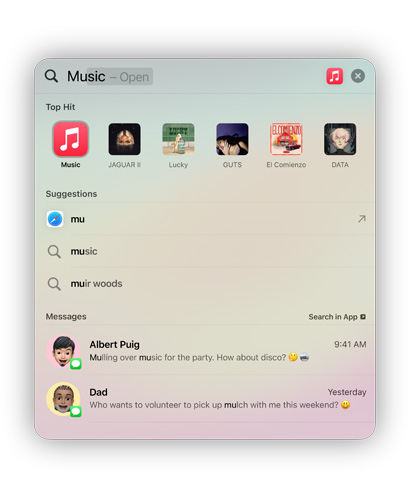 Music – Open
Top Hit
Music JAGUAR II Lucky GUTS El Comienzo DATA
EL COMIENZO
Suggestions
mu
music
muir woods
Messages Search in App
Albert Puig 9:41 AM
Mulling over music for the party. How about disco? 🤔 📼
Dad Yesterday
Who wants to volunteer to pick up mulch with me this weekend? 😀